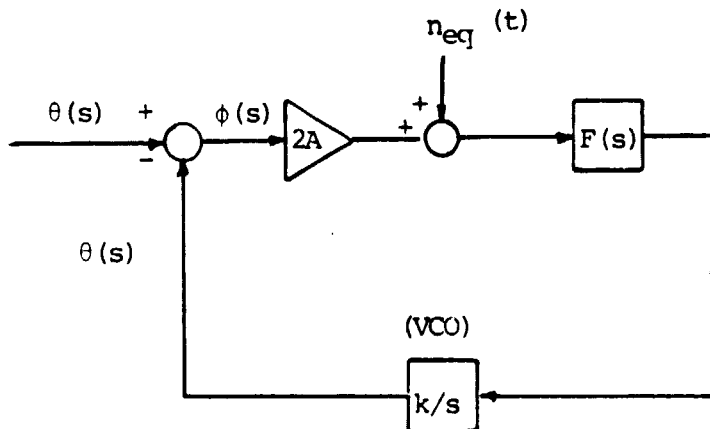 n_eq (t)
θ(s) + φ(s) +
− 2A + F(s)
θ(s)
(VCO)
k/s